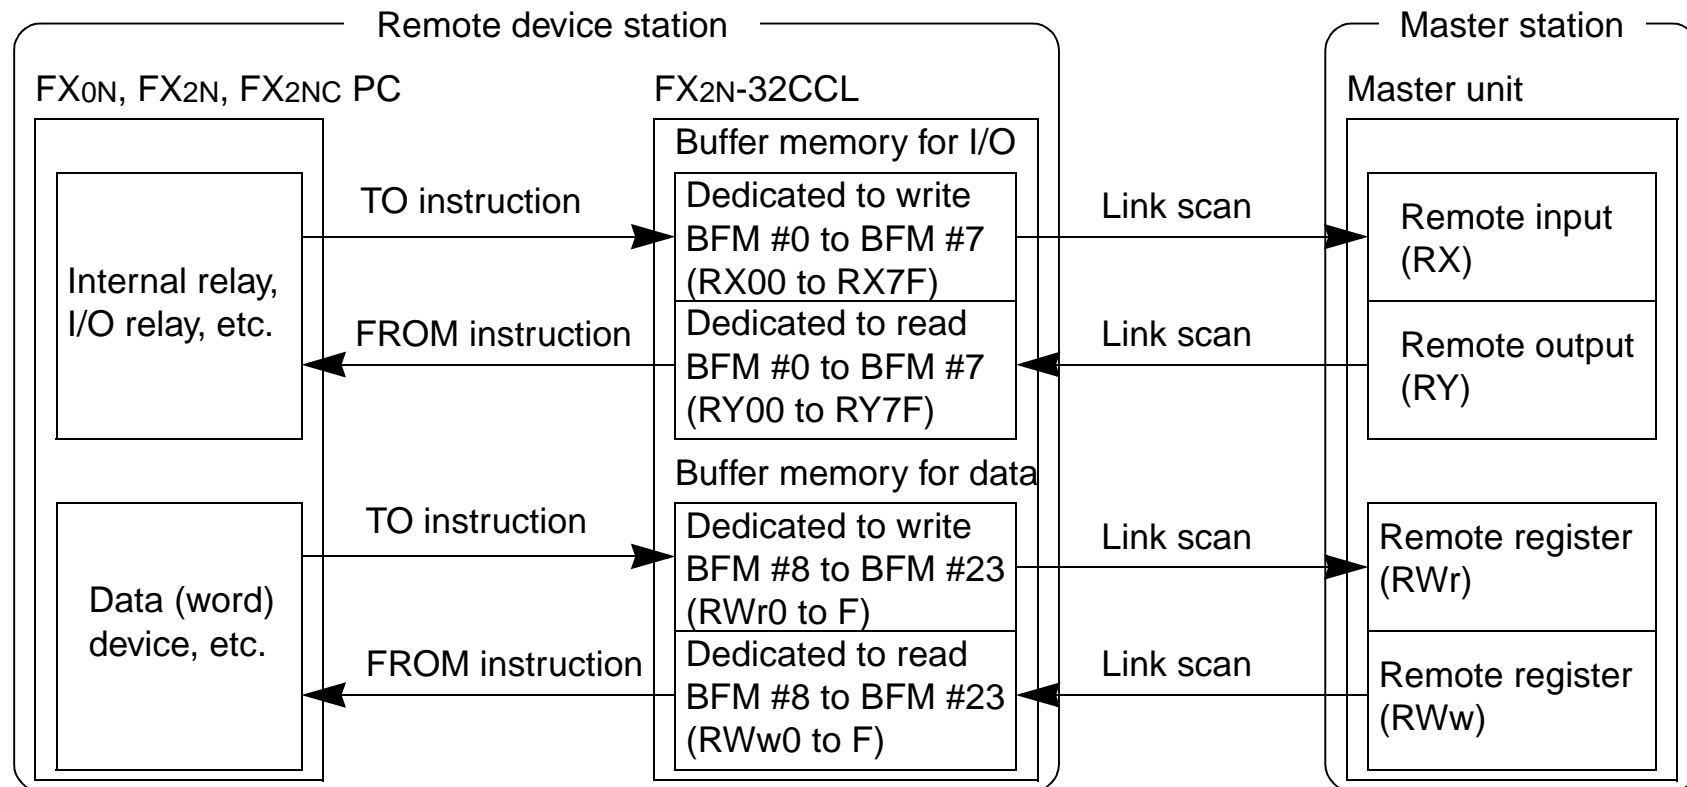 Remote device station
Master station
FX0N, FX2N, FX2NC PC
FX2N-32CCL
Master unit
Buffer memory for I/O
Internal relay,
I/O relay, etc.
TO instruction
Dedicated to write
BFM #0 to BFM #7
(RX00 to RX7F)
Link scan
Remote input
(RX)
FROM instruction
Dedicated to read
BFM #0 to BFM #7
(RY00 to RY7F)
Link scan
Remote output
(RY)
Buffer memory for data
Data (word)
device, etc.
TO instruction
Dedicated to write
BFM #8 to BFM #23
(RWr0 to F)
Link scan
Remote register
(RWr)
FROM instruction
Dedicated to read
BFM #8 to BFM #23
(RWw0 to F)
Link scan
Remote register
(RWw)